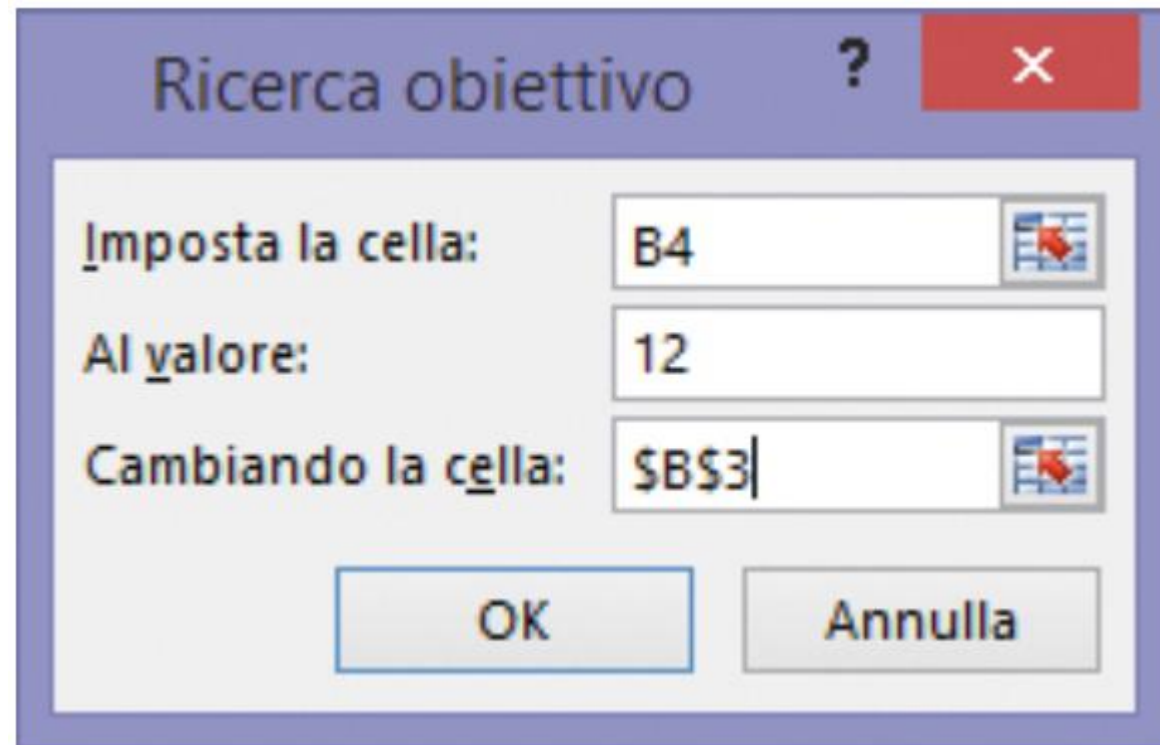 Ricerca obiettivo ? ×
Imposta la cella: B4
Al valore: 12
Cambiando la cella: $B$3
OK Annulla